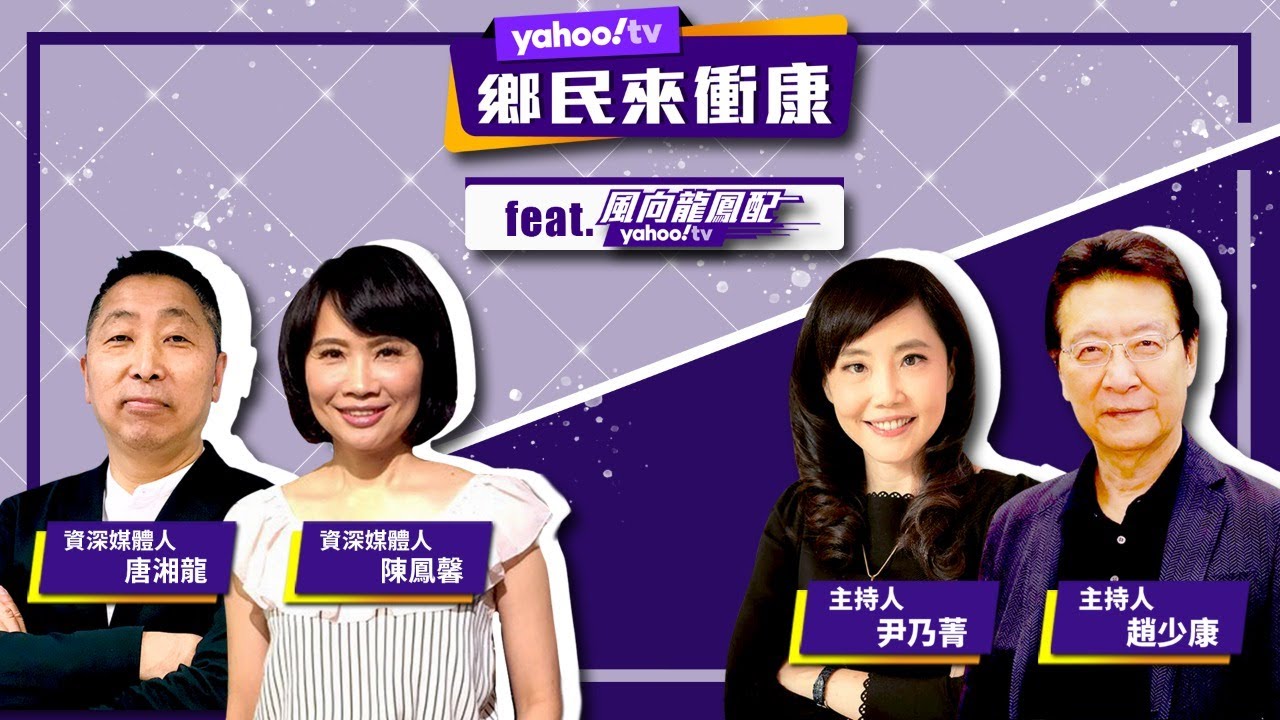 yahoo!tv
鄉民來衝康
feat.風向龍鳳配
yahoo!tv
資深媒體人
唐湘龍
資深媒體人
陳鳳馨
主持人
尹乃菁
主持人
趙少康